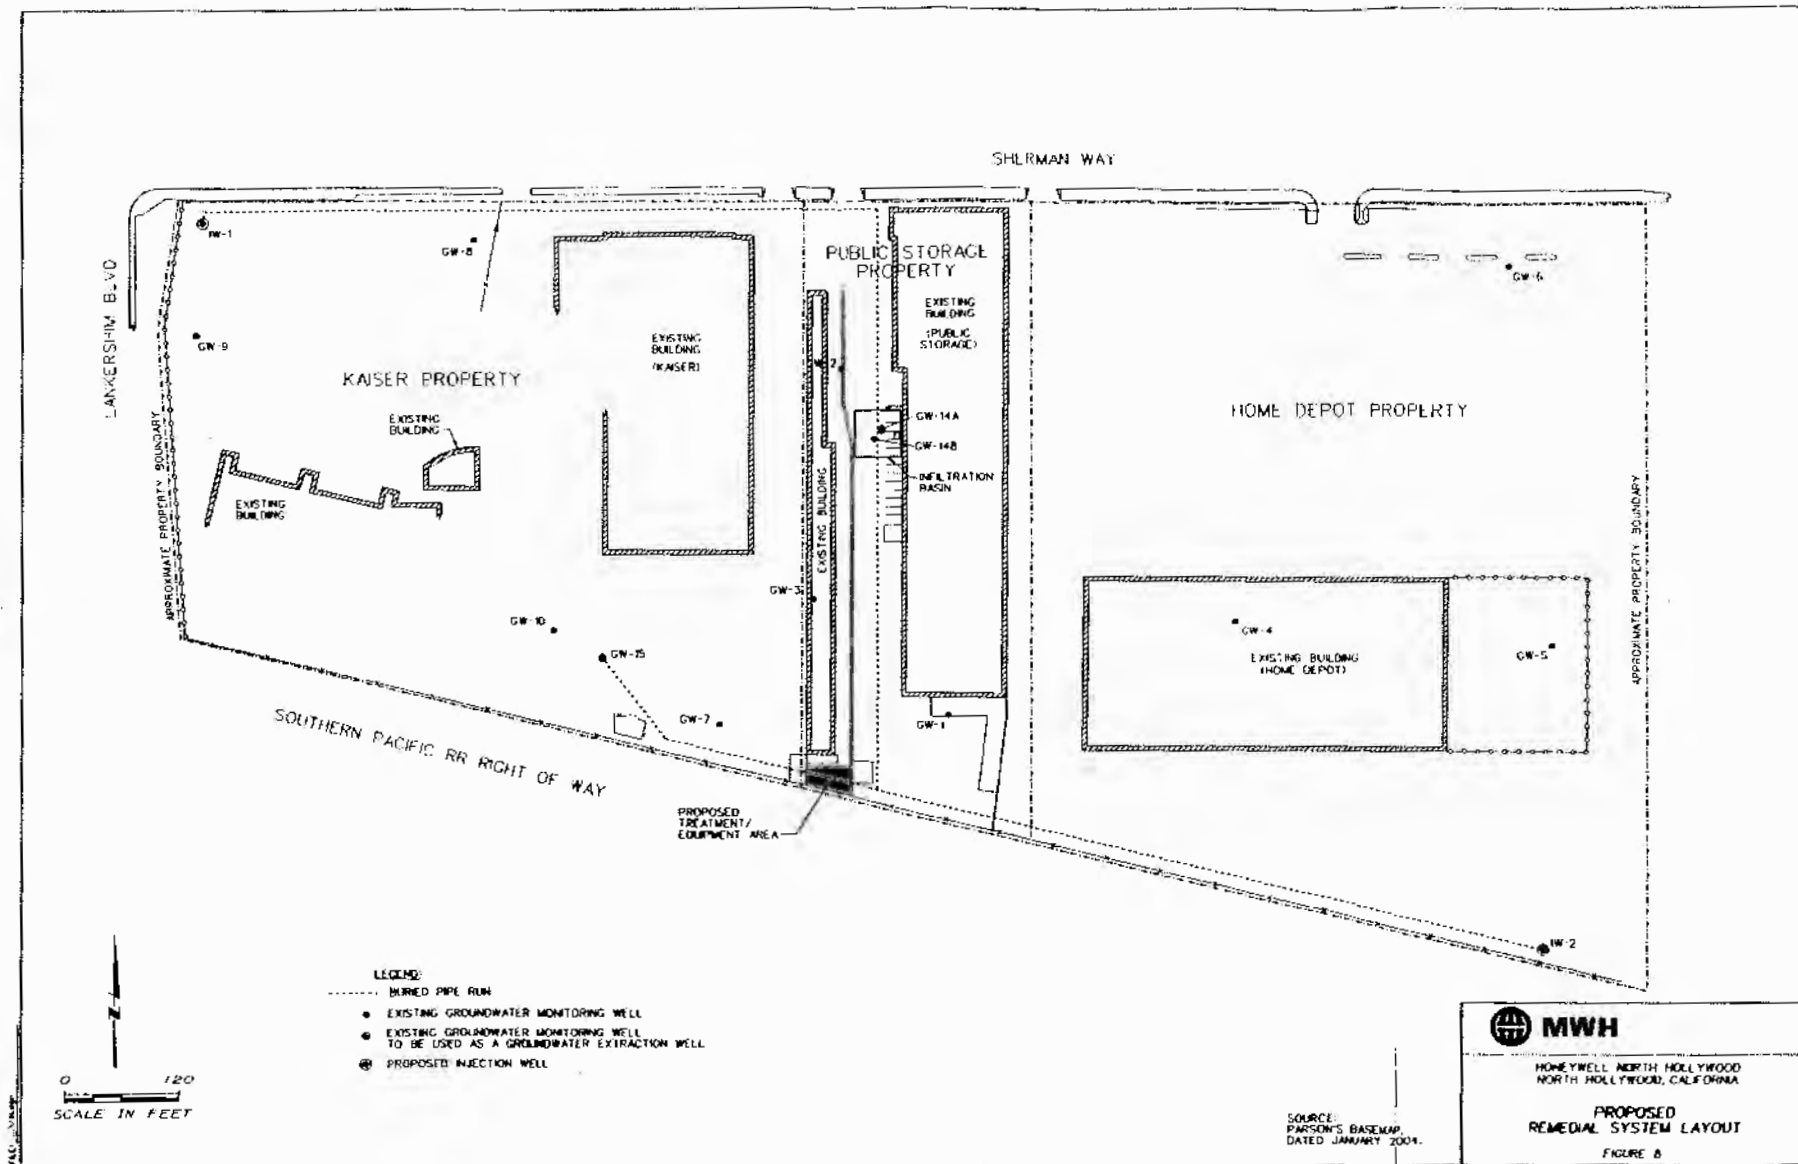 SHERMAN WAY
LANKERSHIM BLVD
IW-1
GW-8
GW-9
KAISER PROPERTY
EXISTING
BUILDING
(KAISER)
EXISTING
BUILDING
EXISTING
BUILDING
APPROXIMATE PROPERTY BOUNDARY
PUBLIC STORAGE
PROPERTY
EXISTING
BUILDING
(PUBLIC
STORAGE)
GW-14A
GW-14B
INFILTRATION
BASIN
EXISTING BUILDING
GW-3
GW-10
GW-15
GW-7
GW-1
GW-6
HOME DEPOT PROPERTY
GW-4
EXISTING BUILDING
(HOME DEPOT)
GW-5
APPROXIMATE PROPERTY BOUNDARY
SOUTHERN PACIFIC RR RIGHT OF WAY
PROPOSED
TREATMENT/
EQUIPMENT AREA
IW-2
N
0 120
SCALE IN FEET
LEGEND:
BURIED PIPE RUN
EXISTING GROUNDWATER MONITORING WELL
EXISTING GROUNDWATER MONITORING WELL
TO BE USED AS A GROUNDWATER EXTRACTION WELL
PROPOSED INJECTION WELL
SOURCE:
PARSON'S BASEMAP,
DATED JANUARY 2004.
MWH
HONEYWELL NORTH HOLLYWOOD
NORTH HOLLYWOOD, CALIFORNIA
PROPOSED
REMEDIAL SYSTEM LAYOUT
FIGURE 8